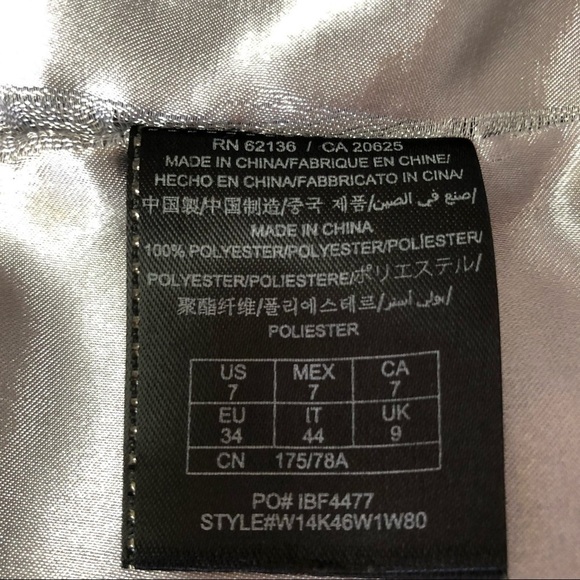 RN 62136 / CA 20625
MADE IN CHINA/FABRIQUE EN CHINE/
HECHO EN CHINA/FABBRICATO IN CINA/
中国製/中国制造/중국 제품/صنع في الصين/
MADE IN CHINA
100% POLYESTER/POLYESTER/POLİESTER/
POLYESTER/POLIESTERE/ポリエステル/
聚酯纤维/폴리에스테르/بولي أستر/
POLIESTER
US MEX CA
7 7 7
EU IT UK
34 44 9
CN 175/78A
PO# IBF4477
STYLE#W14K46W1W80